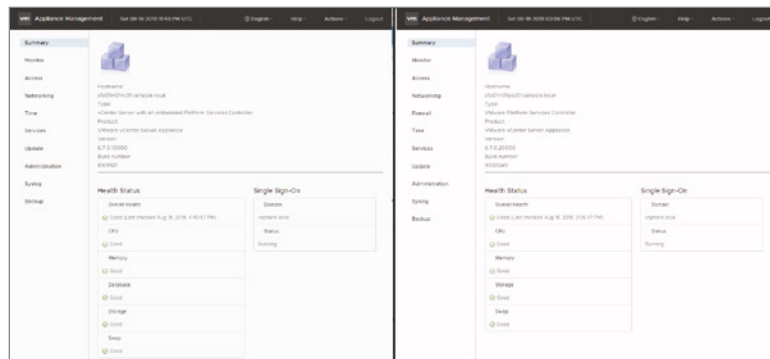 vm Appliance Management
English
Help
Actions
Logout
Summary
Monitor
Access
Networking
Time
Services
Update
Administration
Syslog
Backup
Hostname:
Type:
vCenter Server with an embedded Platform Services Controller
Product:
VMware vCenter Server Appliance
Version:
Build number
Health Status
Overall Health
Good
CPU
Good
Memory
Good
Database
Good
Storage
Good
Swap
Good
Single Sign-On
Domain
vsphere.local
Status
Running
vm Appliance Management
English
Help
Actions
Logout
Summary
Monitor
Access
Networking
Firewall
Time
Services
Update
Administration
Syslog
Backup
Hostname:
Type:
VMware Platform Services Controller
Product:
VMware vCenter Server Appliance
Version:
6.7.0.20000
Build number
Health Status
Overall Health
CPU
Good
Memory
Good
Storage
Good
Swap
Good
Single Sign-On
Domain
vsphere.local
Status
Running